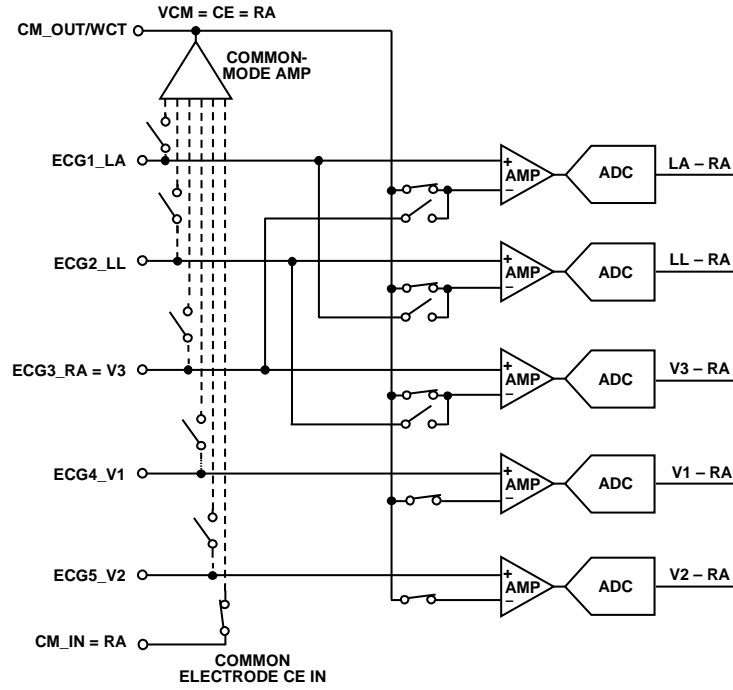 VCM = CE = RA
CM_OUT/WCT
COMMON-
MODE AMP
ECG1_LA
+
AMP
–
ADC
LA – RA
ECG2_LL
+
AMP
–
ADC
LL – RA
ECG3_RA = V3
+
AMP
–
ADC
V3 – RA
ECG4_V1
+
AMP
–
ADC
V1 – RA
ECG5_V2
+
AMP
–
ADC
V2 – RA
CM_IN = RA
COMMON
ELECTRODE CE IN